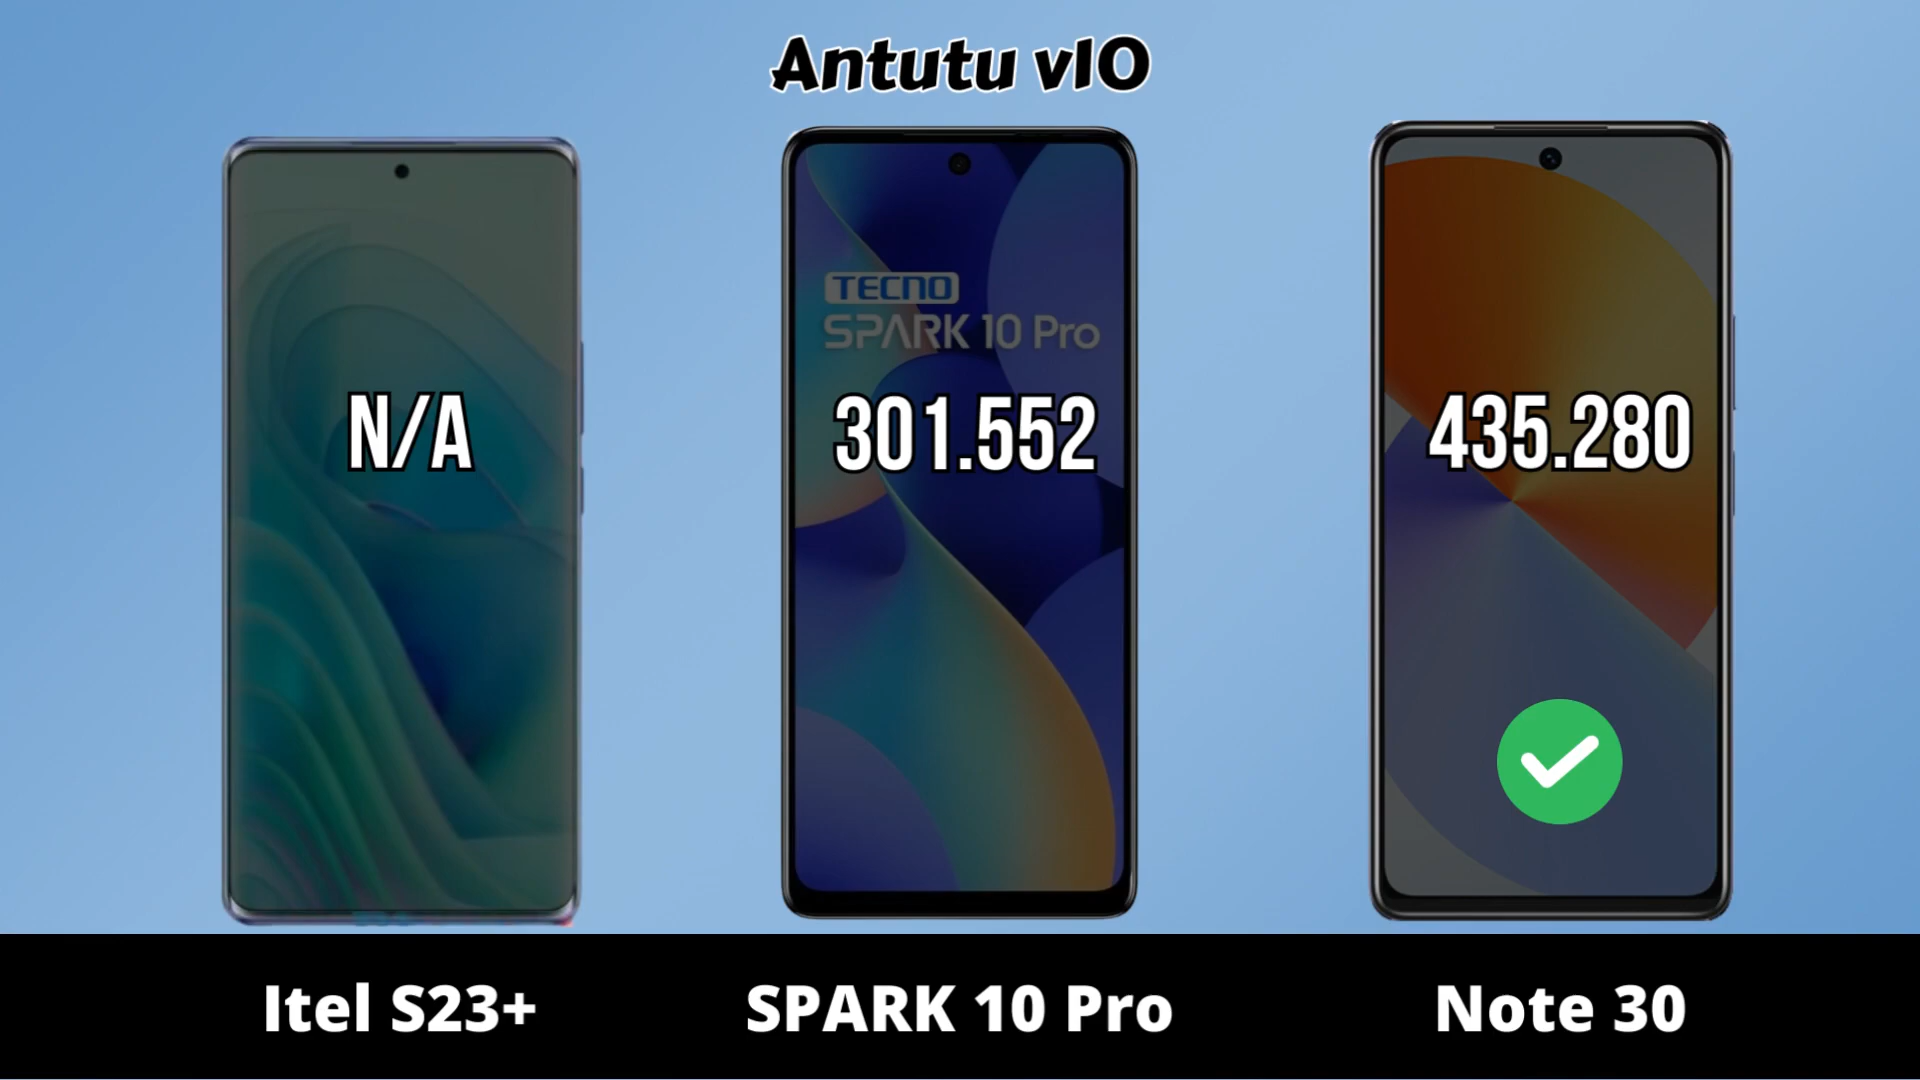 Antutu v10
TECNO
SPARK 10 Pro
N/A
301.552
435.280
Itel S23+
SPARK 10 Pro
Note 30